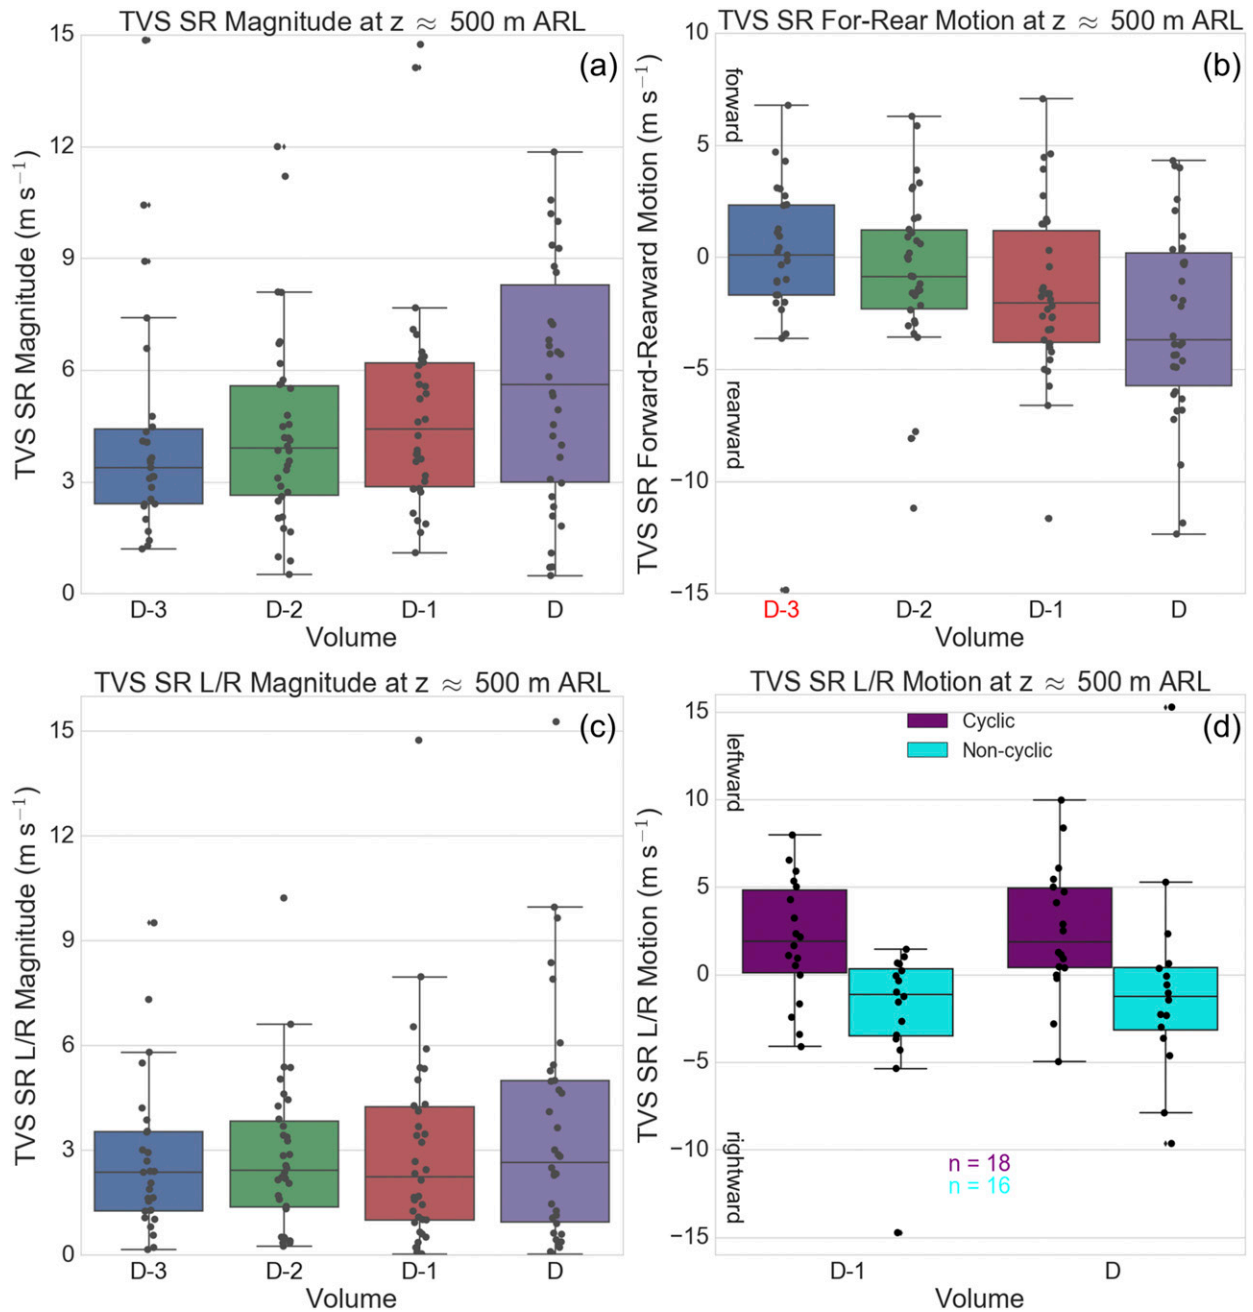 TVS SR Magnitude at z ≈ 500 m ARL
(a)
TVS SR Magnitude (m s⁻¹)
15
12
9
6
3
0
D-3 D-2 D-1 D
Volume
TVS SR For-Rear Motion at z ≈ 500 m ARL
(b)
TVS SR Forward-Rearward Motion (m s⁻¹)
forward
rearward
10
5
0
−5
−10
−15
D-3 D-2 D-1 D
Volume
TVS SR L/R Magnitude at z ≈ 500 m ARL
(c)
TVS SR L/R Magnitude (m s⁻¹)
15
12
9
6
3
0
D-3 D-2 D-1 D
Volume
TVS SR L/R Motion at z ≈ 500 m ARL
(d)
Cyclic
Non-cyclic
TVS SR L/R Motion (m s⁻¹)
leftward
rightward
15
10
5
0
−5
−10
−15
n = 18
n = 16
D-1 D
Volume